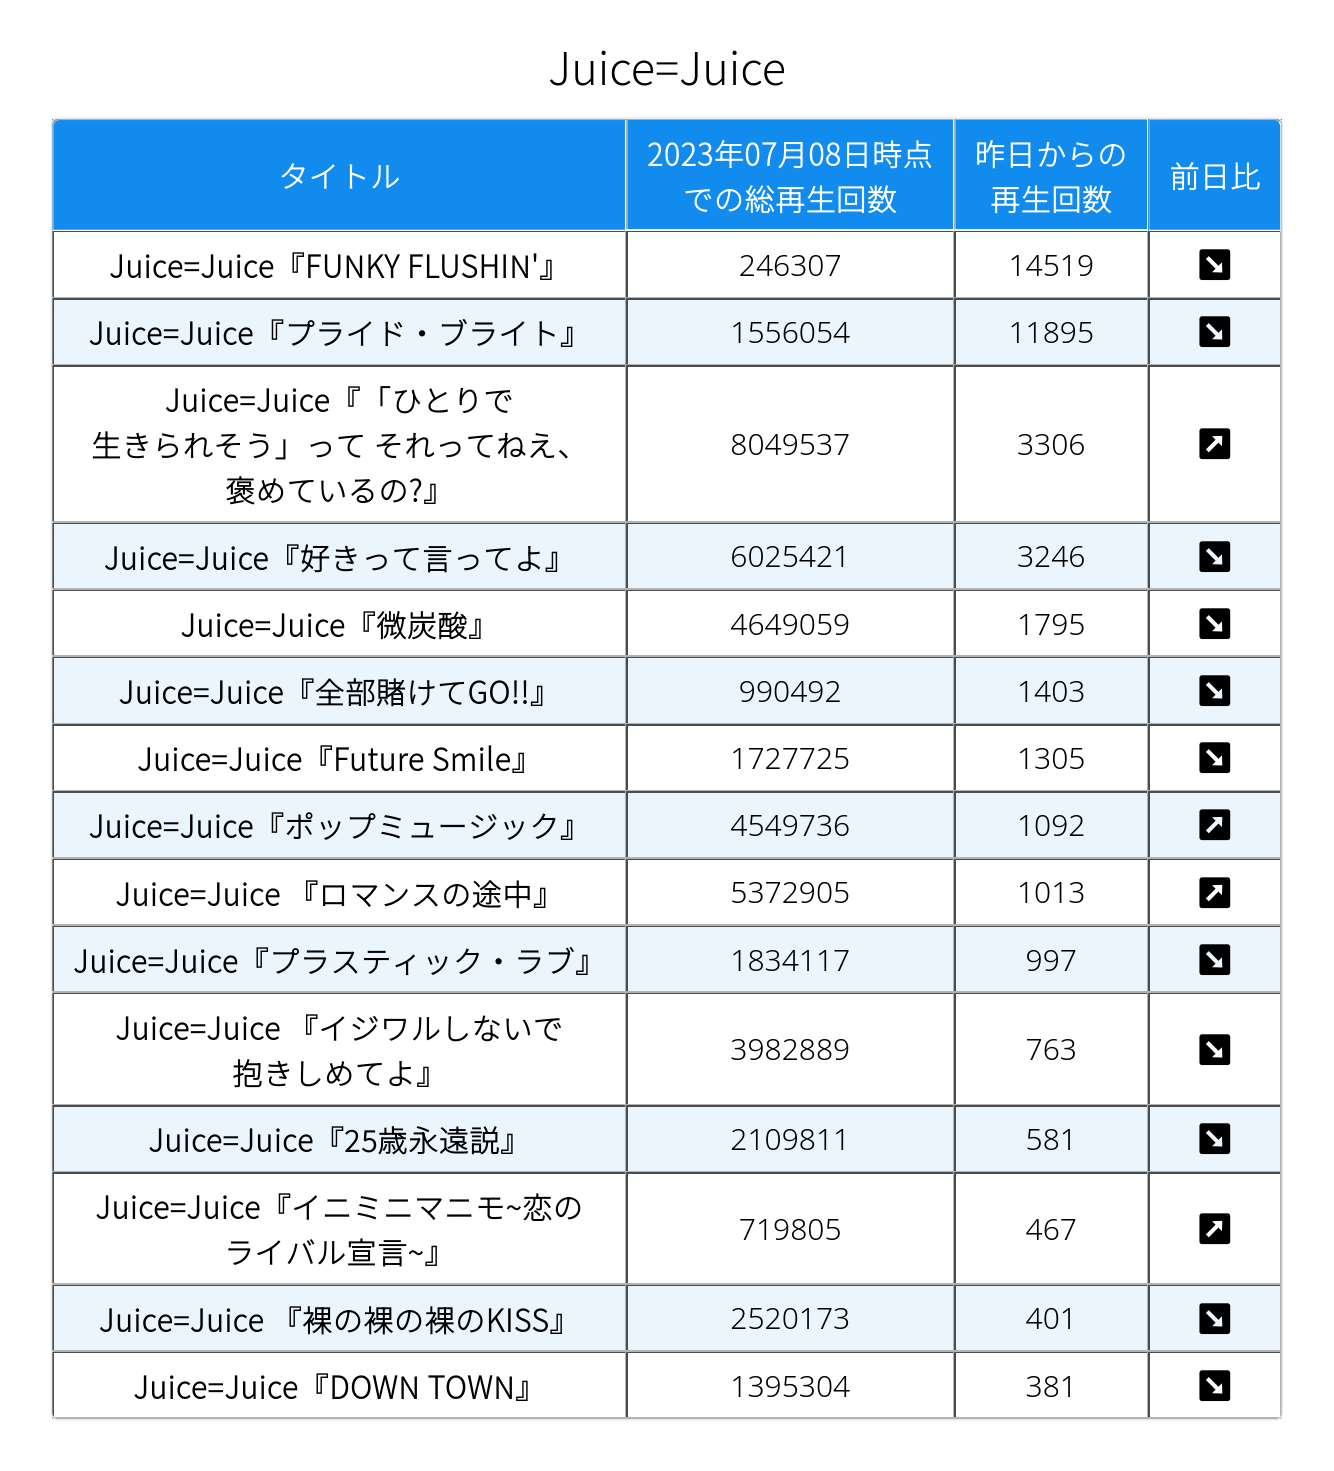 Juice=Juice
タイトル
2023年07月08日時点
での総再生回数
昨日からの
再生回数
前日比
Juice=Juice『FUNKY FLUSHIN'』
246307
14519
Juice=Juice『プライド・ブライト』
1556054
11895
Juice=Juice『「ひとりで
生きられそう」って それってねえ、
褒めているの?』
8049537
3306
Juice=Juice『好きって言ってよ』
6025421
3246
Juice=Juice『微炭酸』
4649059
1795
Juice=Juice『全部賭けてGO!!』
990492
1403
Juice=Juice『Future Smile』
1727725
1305
Juice=Juice『ポップミュージック』
4549736
1092
Juice=Juice 『ロマンスの途中』
5372905
1013
Juice=Juice『プラスティック・ラブ』
1834117
997
Juice=Juice 『イジワルしないで
抱きしめてよ』
3982889
763
Juice=Juice『25歳永遠説』
2109811
581
Juice=Juice『イニミニマニモ~恋の
ライバル宣言~』
719805
467
Juice=Juice 『裸の裸の裸のKISS』
2520173
401
Juice=Juice『DOWN TOWN』
1395304
381